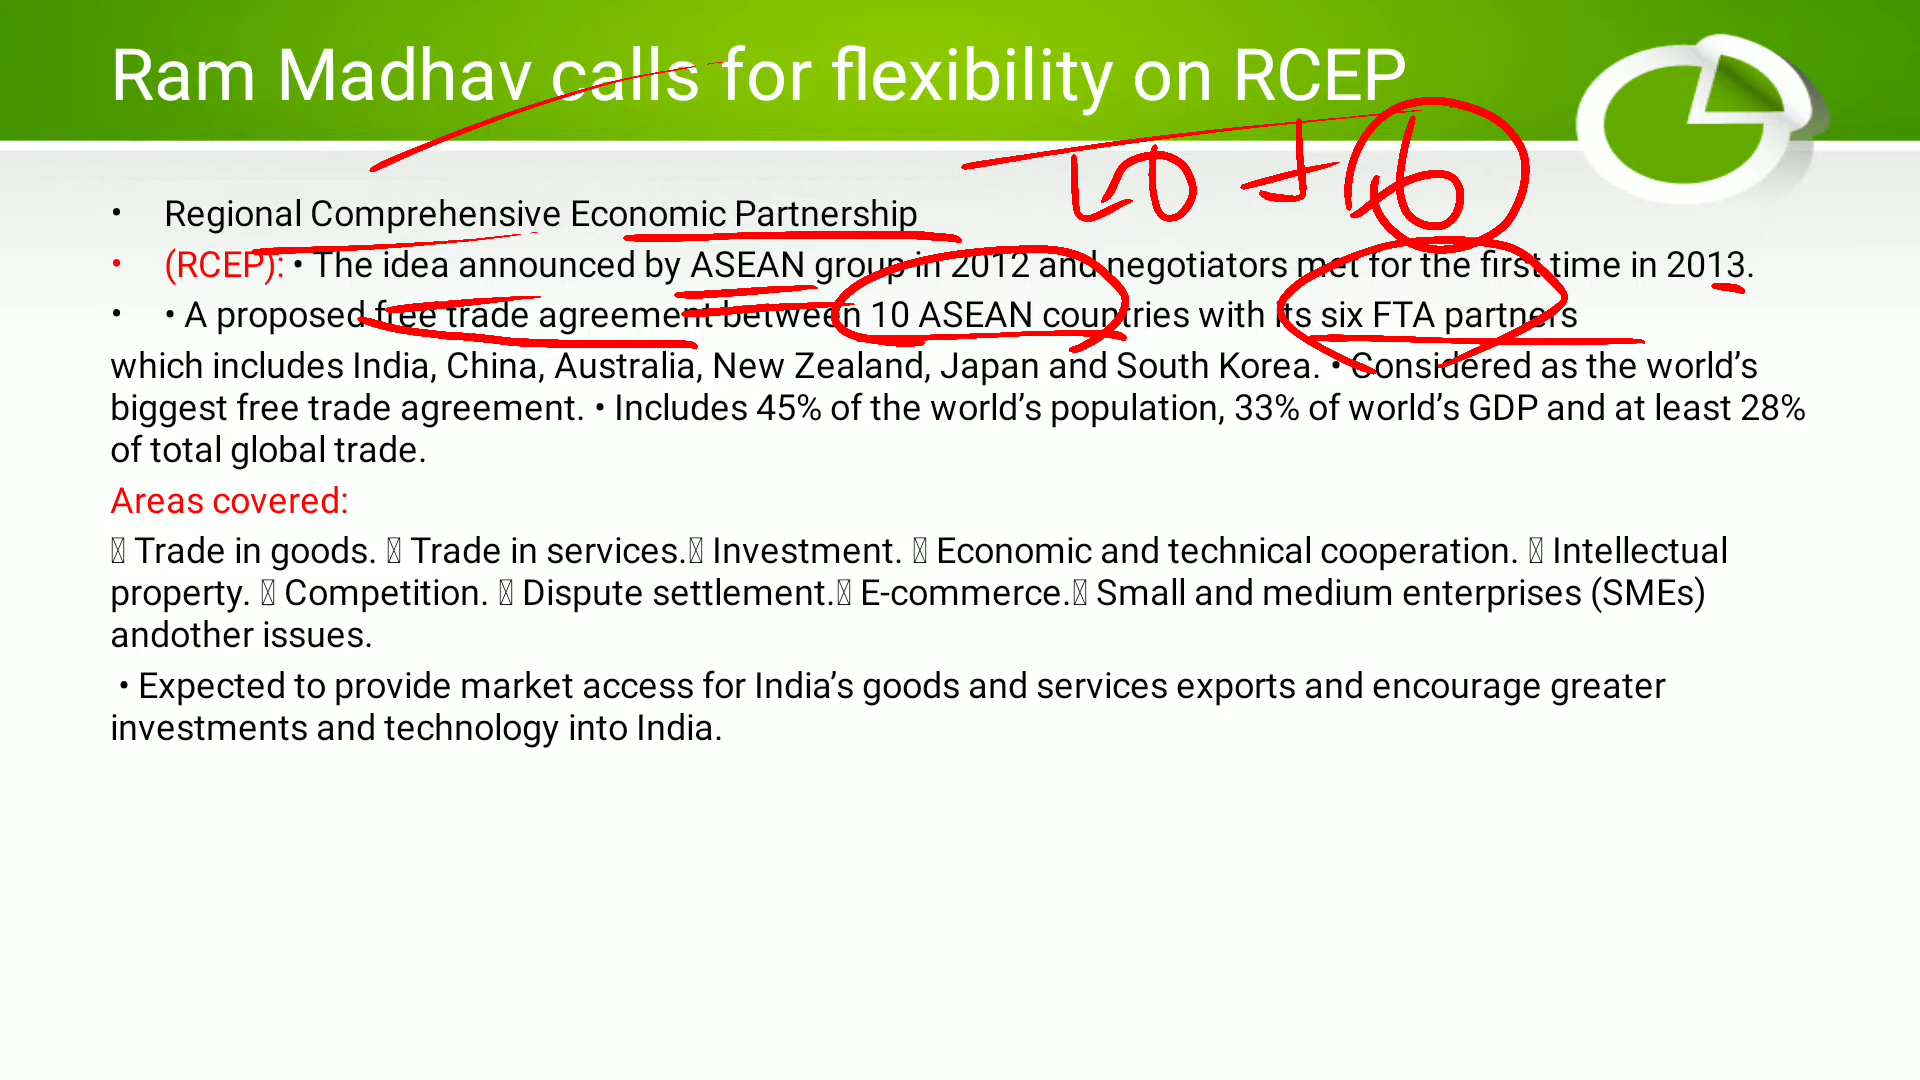 Ram Madhav calls for flexibility on RCEP
10 + 6
• Regional Comprehensive Economic Partnership
• (RCEP): • The idea announced by ASEAN group in 2012 and negotiators met for the first time in 2013.
• • A proposed free trade agreement between 10 ASEAN countries with its six FTA partners
which includes India, China, Australia, New Zealand, Japan and South Korea. • Considered as the world’s
biggest free trade agreement. • Includes 45% of the world’s population, 33% of world’s GDP and at least 28%
of total global trade.
Areas covered:
 Trade in goods.  Trade in services. Investment.  Economic and technical cooperation.  Intellectual
property.  Competition.  Dispute settlement. E-commerce. Small and medium enterprises (SMEs)
andother issues.
• Expected to provide market access for India’s goods and services exports and encourage greater
investments and technology into India.